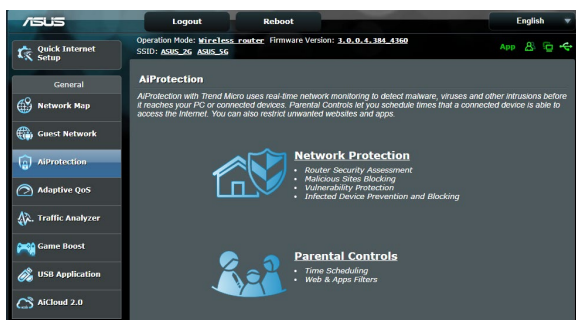 ASUS
Logout
Reboot
English
Quick Internet
Setup
Operation Mode: Wireless router Firmware Version: 3.0.0.4.384_4360
SSID: ASUS_2G ASUS_5G
App
General
Network Map
Guest Network
AiProtection
Adaptive QoS
Traffic Analyzer
Game Boost
USB Application
AiCloud 2.0
AiProtection
AiProtection with Trend Micro uses real-time network monitoring to detect malware, viruses and other intrusions before
it reaches your PC or connected devices. Parental Controls let you schedule times that a connected device is able to
access the Internet. You can also restrict unwanted websites and apps.
Network Protection
• Router Security Assessment
• Malicious Sites Blocking
• Vulnerability Protection
• Infected Device Prevention and Blocking
Parental Controls
• Time Scheduling
• Web & Apps Filters